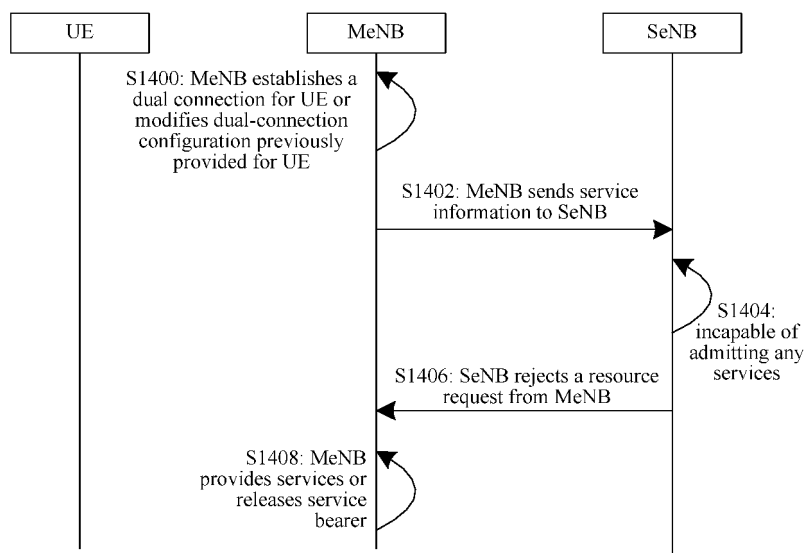 UE
MeNB
SeNB
S1400: MeNB establishes a
dual connection for UE or
modifies dual-connection
configuration previously
provided for UE
S1402: MeNB sends service
information to SeNB
S1404:
incapable of
admitting any
services
S1406: SeNB rejects a resource
request from MeNB
S1408: MeNB
provides services or
releases service
bearer